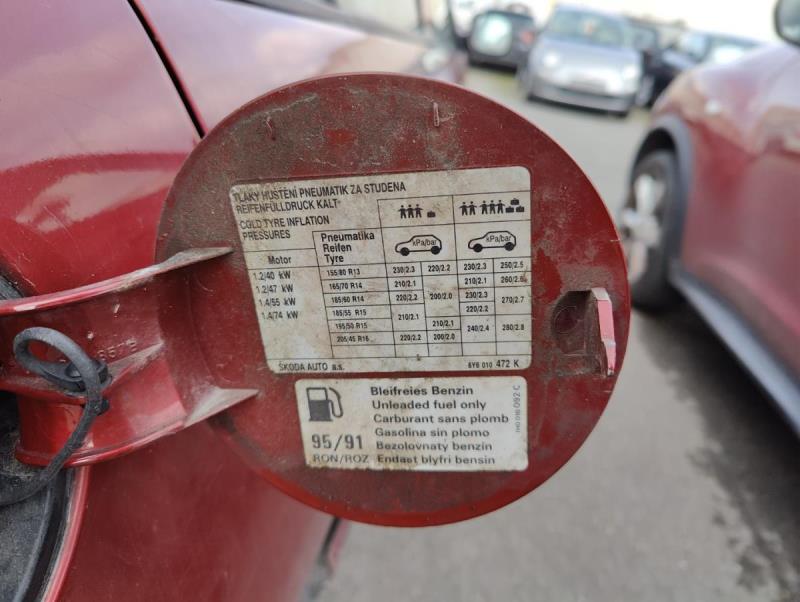 TLAKY HUSTĚNÍ PNEUMATIK ZA STUDENA
REIFENFÜLLDRUCK KALT
COLD TYRE INFLATION
PRESSURES
Motor
Pneumatika
Reifen
Tyre
kPa/bar kPa/bar
1.2/40 kW
1.2/47 kW
1.4/55 kW
1.4/74 kW
155/80 R13 230/2.3 220/2.2 230/2.3 250/2.5
165/70 R14 210/2.1 210/2.1 260/2.6
165/60 R14 220/2.2 200/2.0 230/2.3 270/2.7
185/55 R15 210/2.1 220/2.2
195/50 R15 210/2.1 240/2.4 280/2.8
205/45 R16 220/2.2 200/2.0
ŠKODA AUTO a.s. 6Y6 010 472 K
Bleifreies Benzin
Unleaded fuel only
Carburant sans plomb
Gasolina sin plomo
95/91 Bezolovnatý benzin
RON/ROZ Endast blyfri bensin
092 C